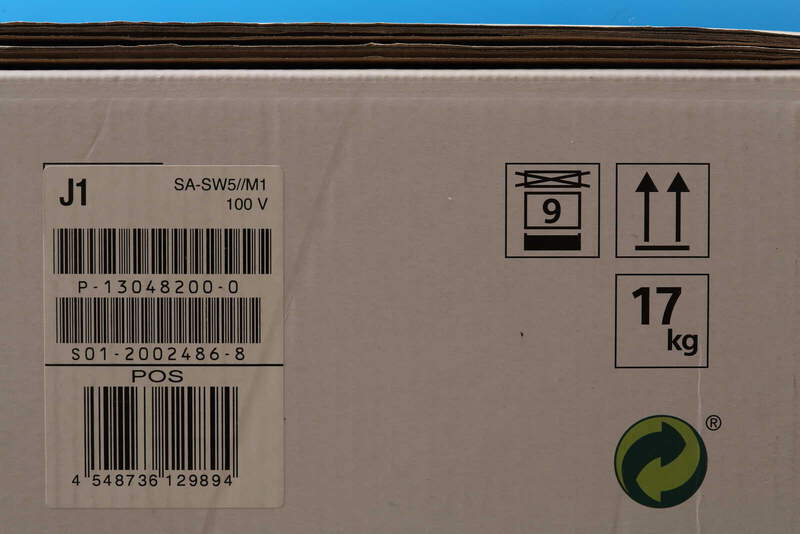 J1
SA-SW5//M1
100 V
P-13048200-0
S01-2002486-8
POS
4 548736 129894
9
17
kg
®